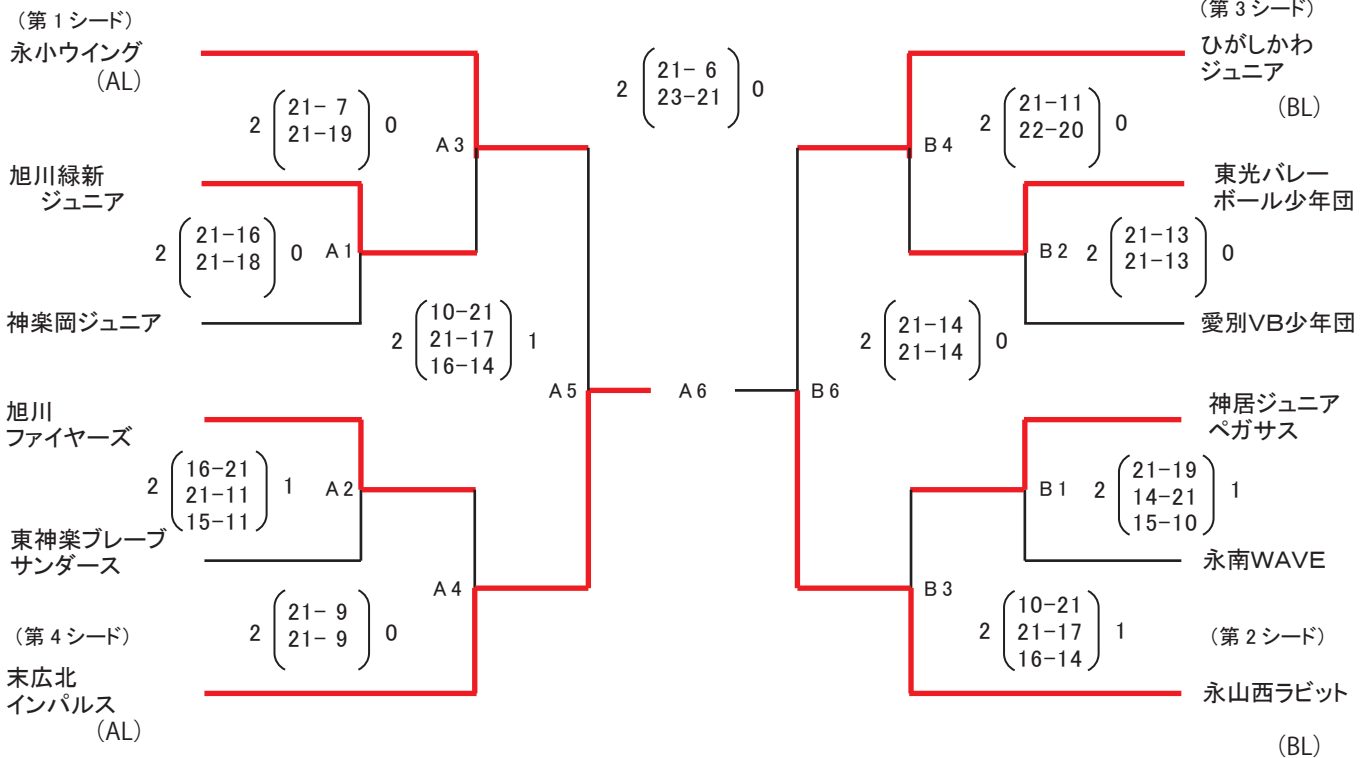 （第１シード）
永小ウイング
(AL)
2 21- 7 0
21-19
A3
旭川緑新
ジュニア
2 21-16 0
21-18
A1
神楽岡ジュニア
2 10-21 1
21-17
16-14
A5
旭川
ファイヤーズ
2 16-21 1
21-11
15-11
A2
東神楽ブレーブ
サンダース
A4
2 21- 9 0
21- 9
（第４シード）
末広北
インパルス
(AL)
2 21- 6 0
23-21
A6
（第３シード）
ひがしかわ
ジュニア
(BL)
B4
2 21-11 0
22-20
東光バレー
ボール少年団
B2
2 21-13 0
21-13
愛別ＶＢ少年団
2 21-14 0
21-14
B6
神居ジュニア
ペガサス
B1
2 21-19 1
14-21
15-10
永南ＷＡＶＥ
B3
2 10-21 1
21-17
16-14
（第２シード）
永山西ラビット
(BL)